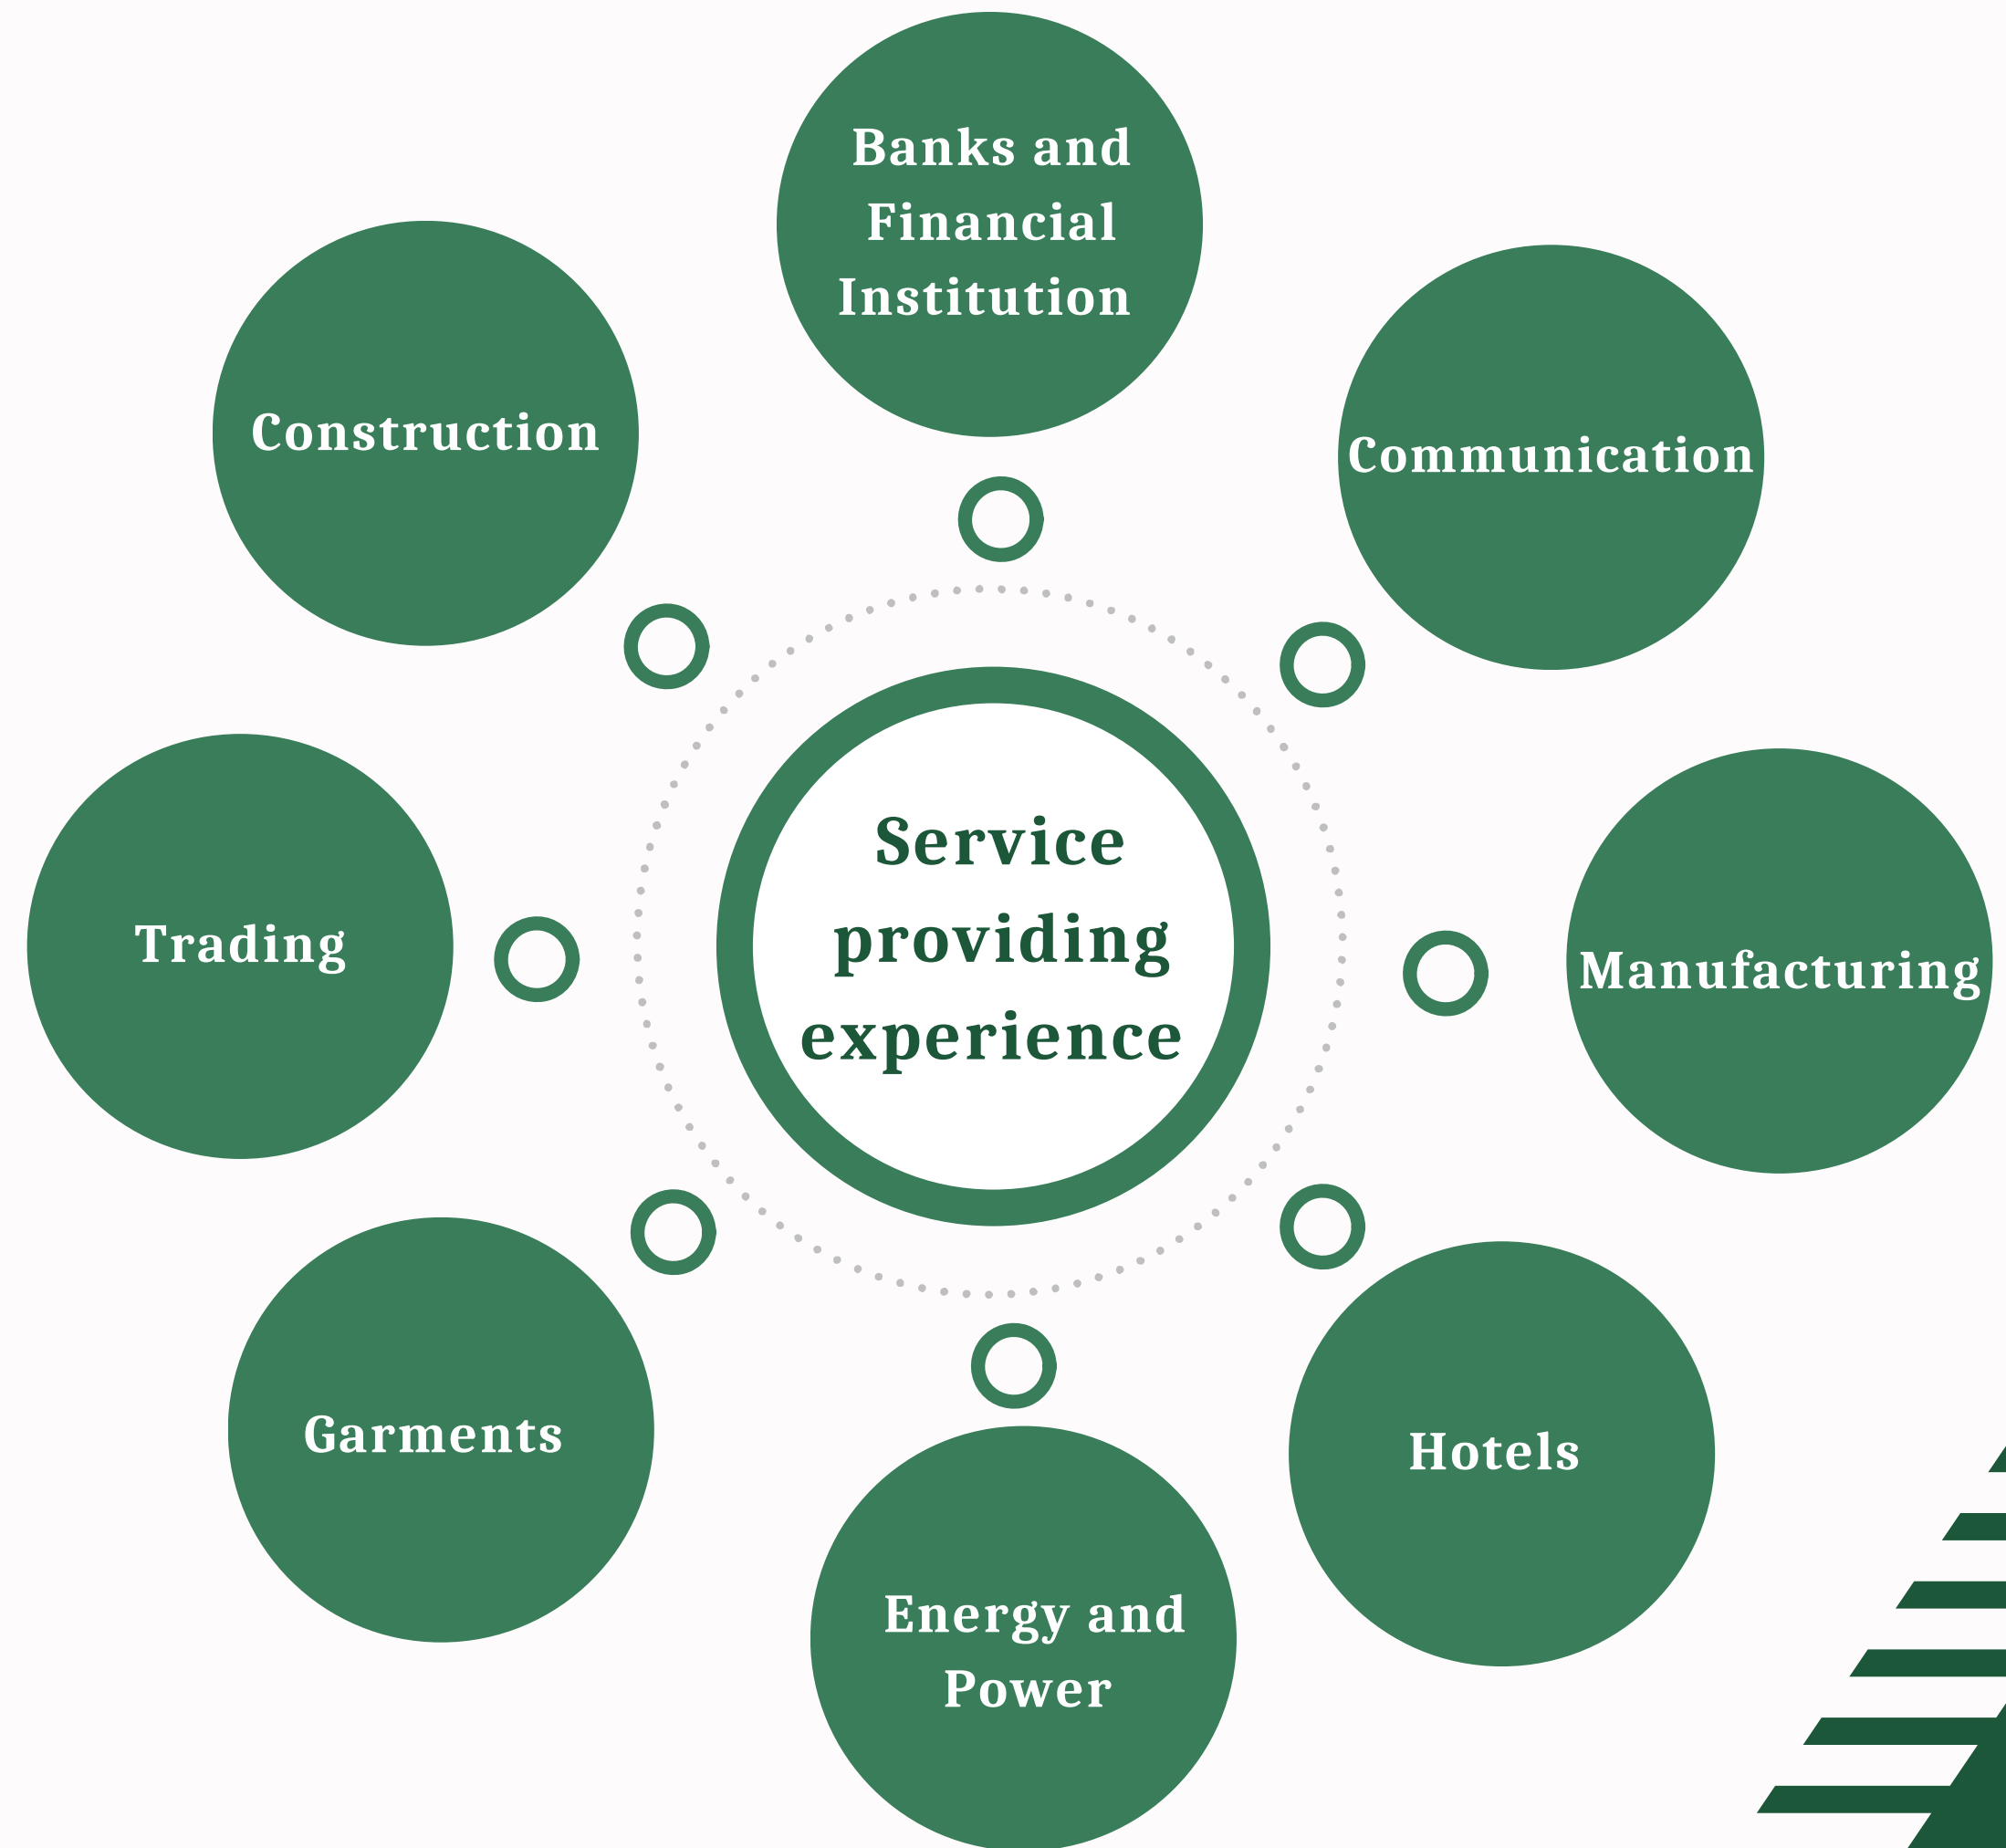 Banks and
Financial
Institution
Construction
Communication
Service
providing
experience
Trading
Manufacturing
Garments
Hotels
Energy and
Power